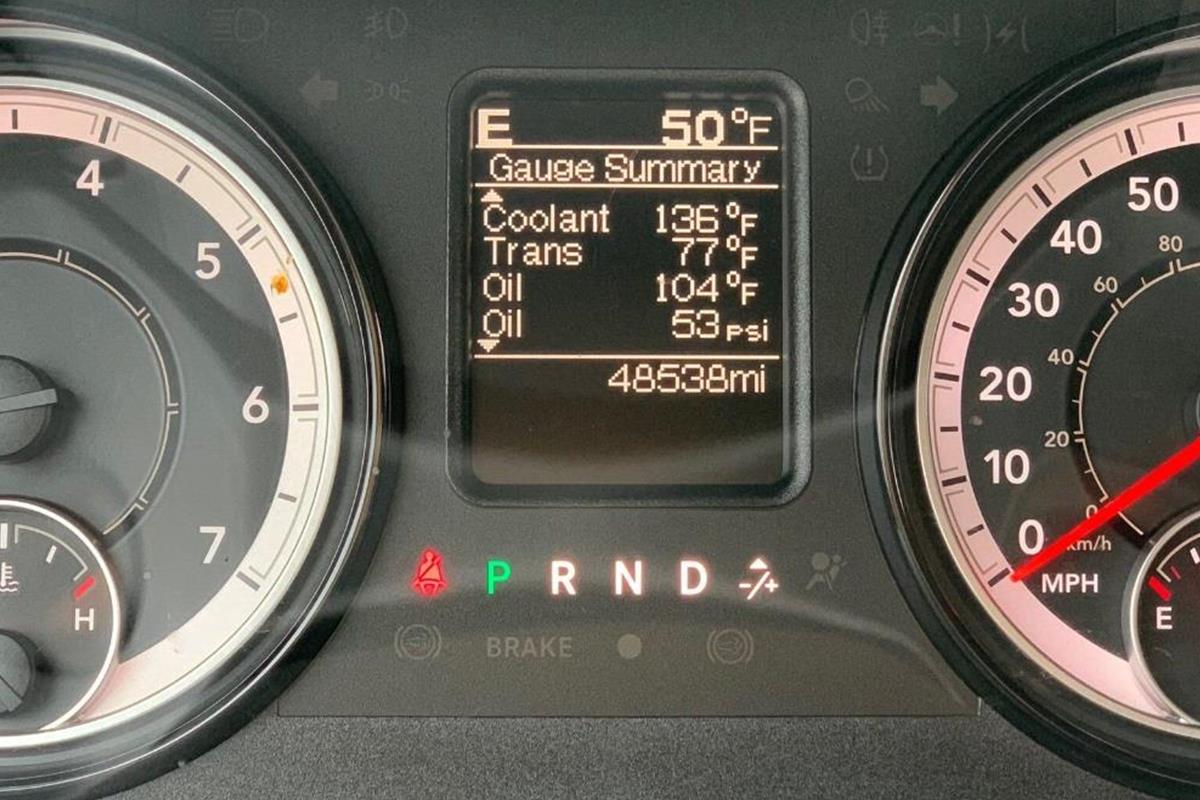 E 50°F
Gauge Summary
Coolant 136°F
Trans 77°F
Oil 104°F
Oil 53 PSI
48538mi
4
5
6
7
H
P R N D -/+
BRAKE
50
40
30
20
10
0
MPH
80
60
40
20
0
km/h
E